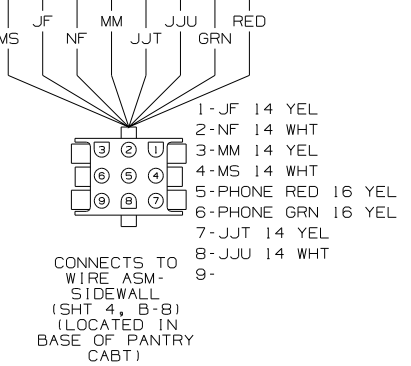 JF MM JJU RED
MS NF JJT GRN
1-JF 14 YEL
2-NF 14 WHT
3-MM 14 YEL
4-MS 14 WHT
5-PHONE RED 16 YEL
6-PHONE GRN 16 YEL
7-JJT 14 YEL
8-JJU 14 WHT
9-
3 2 1
6 5 4
9 8 7
CONNECTS TO
WIRE ASM-
SIDEWALL
(SHT 4, B-8)
(LOCATED IN
BASE OF PANTRY
CABT)